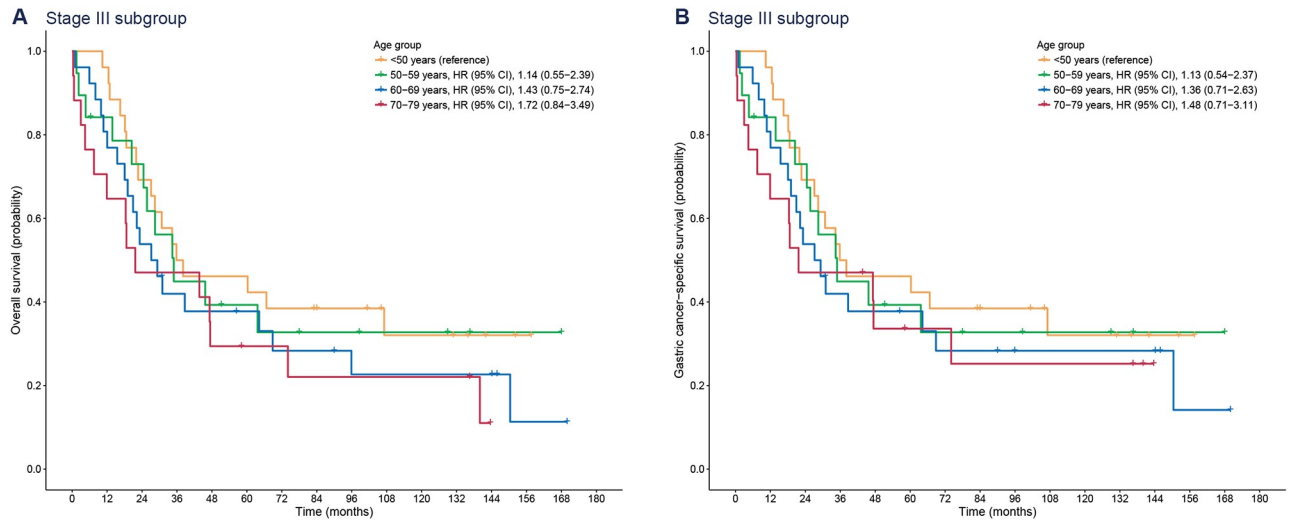 A Stage III subgroup
Age group
<50 years (reference)
50−59 years, HR (95% CI), 1.14 (0.55−2.39)
60−69 years, HR (95% CI), 1.43 (0.75−2.74)
70−79 years, HR (95% CI), 1.72 (0.84−3.49)
Overall survival (probability)
1.0
0.8
0.6
0.4
0.2
0.0
0 12 24 36 48 60 72 84 96 108 120 132 144 156 168 180
Time (months)
B Stage III subgroup
Age group
<50 years (reference)
50−59 years, HR (95% CI), 1.13 (0.54−2.37)
60−69 years, HR (95% CI), 1.36 (0.71−2.63)
70−79 years, HR (95% CI), 1.48 (0.71−3.11)
Gastric cancer−specific survival (probability)
1.0
0.8
0.6
0.4
0.2
0.0
0 12 24 36 48 60 72 84 96 108 120 132 144 156 168 180
Time (months)